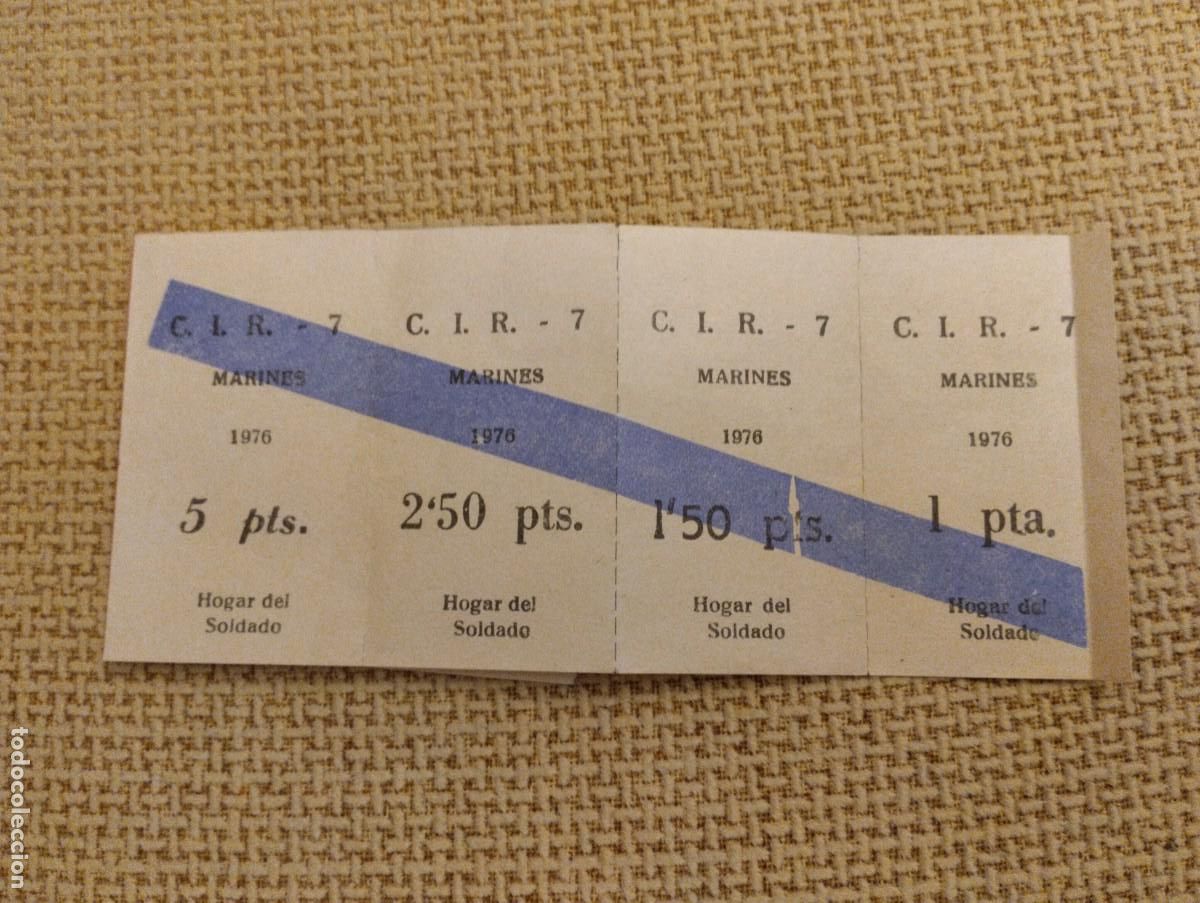 C. I. R. - 7
MARINES
1976
5 pts.
Hogar del
Soldado
C. I. R. - 7
MARINES
1976
2'50 pts.
Hogar del
Soldado
C. I. R. - 7
MARINES
1976
1'50 pts.
Hogar del
Soldado
C. I. R. - 7
MARINES
1976
1 pta.
Hogar del
Soldado
todocoleccion